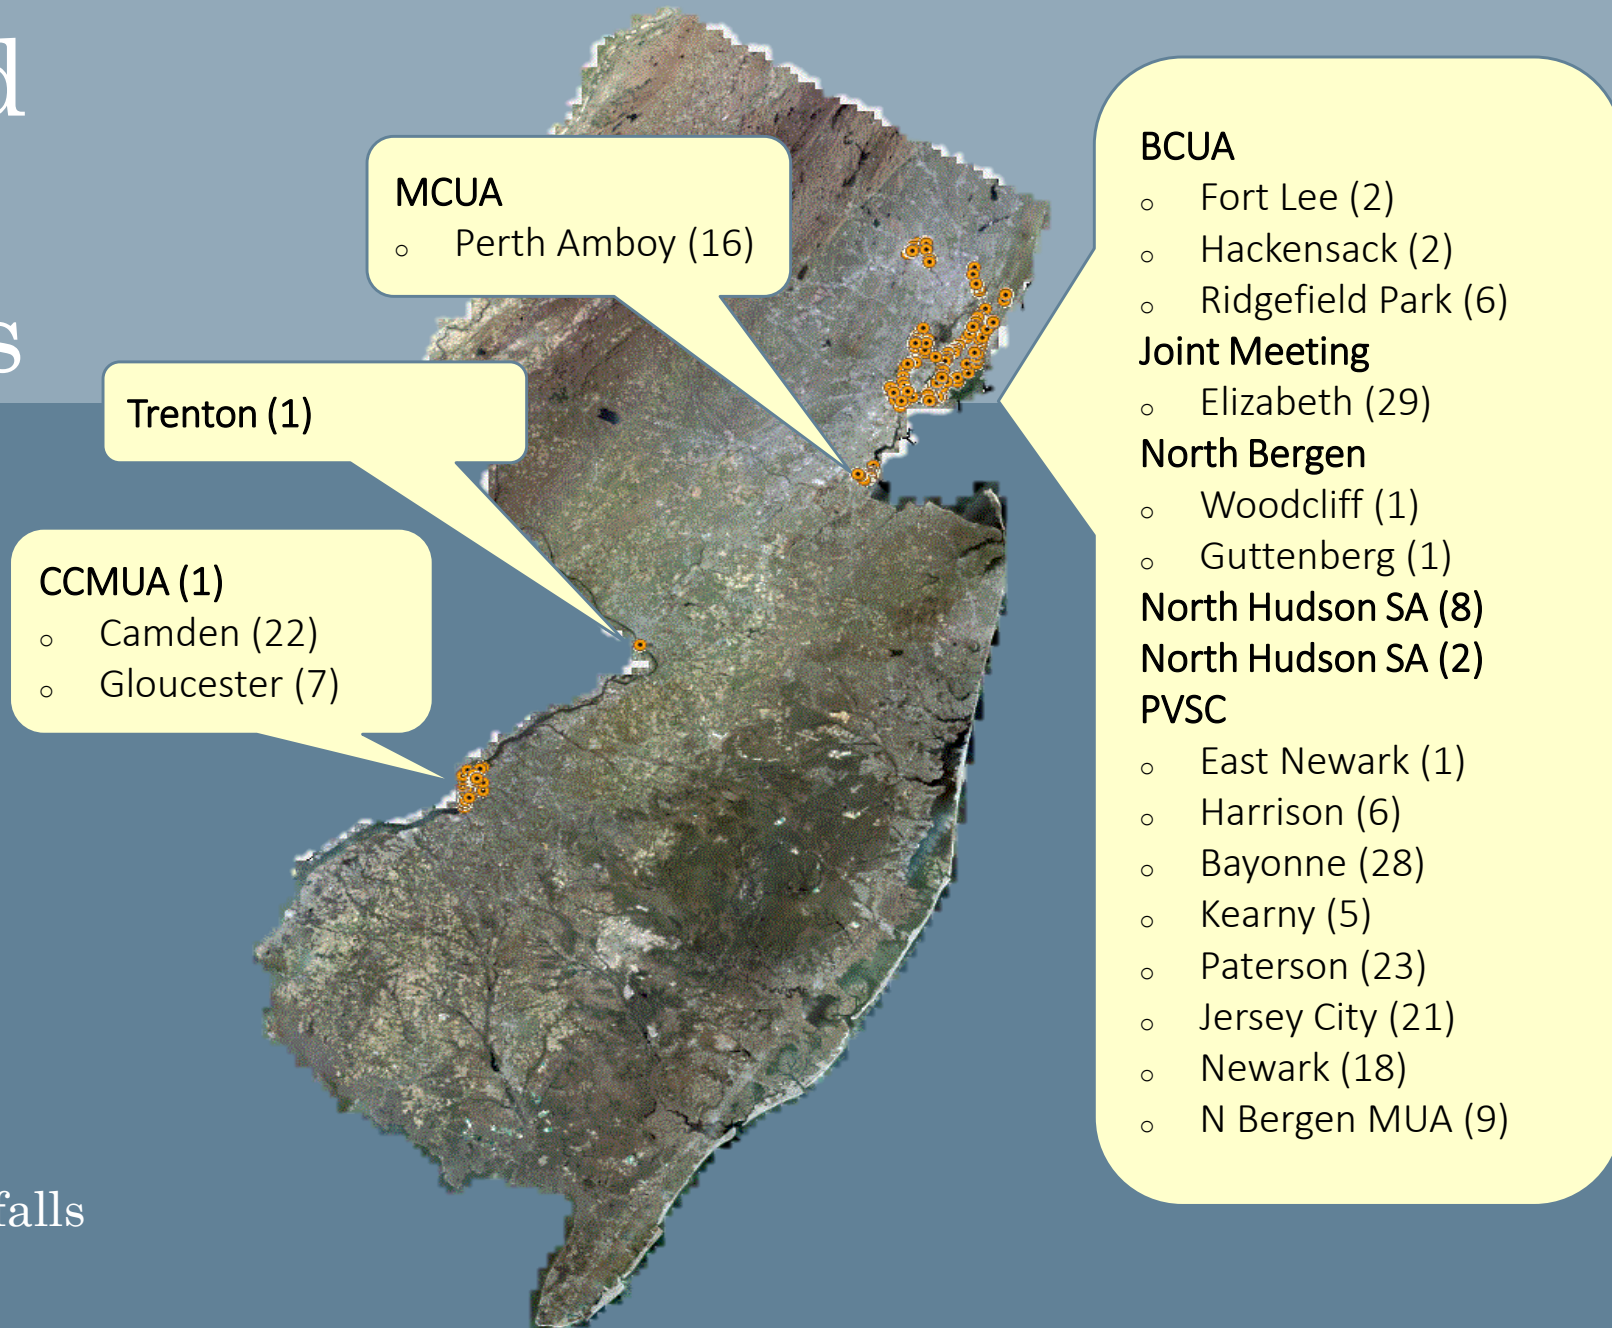 d
s
MCUA
○ Perth Amboy (16)
Trenton (1)
CCMUA (1)
○ Camden (22)
○ Gloucester (7)
BCUA
○ Fort Lee (2)
○ Hackensack (2)
○ Ridgefield Park (6)
Joint Meeting
○ Elizabeth (29)
North Bergen
○ Woodcliff (1)
○ Guttenberg (1)
North Hudson SA (8)
North Hudson SA (2)
PVSC
○ East Newark (1)
○ Harrison (6)
○ Bayonne (28)
○ Kearny (5)
○ Paterson (23)
○ Jersey City (21)
○ Newark (18)
○ N Bergen MUA (9)
falls